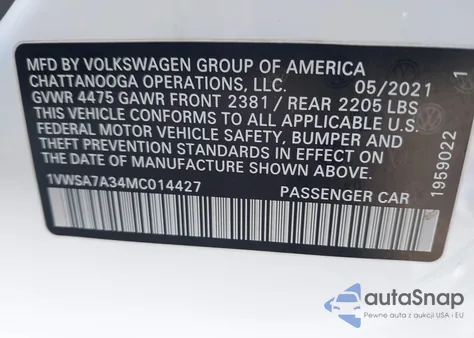 MFD BY VOLKSWAGEN GROUP OF AMERICA
CHATTANOOGA OPERATIONS, LLC. 05/2021
GVWR 4475 GAWR FRONT 2381 / REAR 2205 LBS
THIS VEHICLE CONFORMS TO ALL APPLICABLE U.S.
FEDERAL MOTOR VEHICLE SAFETY, BUMPER AND
THEFT PREVENTION STANDARDS IN EFFECT ON THE
DATE OF MANUFACTURE SHOWN ABOVE.
1VWSA7A34MC014427 PASSENGER CAR
1
1959022
autoSnap
Pewne auta z aukcji USA i EU